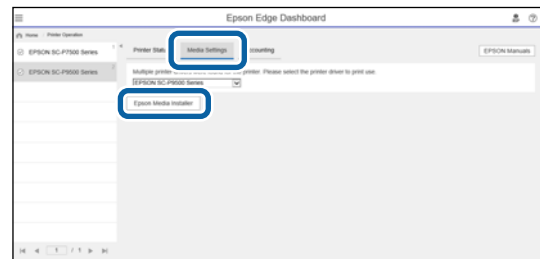 Epson Edge Dashboard
Home Printer Operation
EPSON SC-P7500 Series
EPSON SC-P9500 Series
Printer Stat
Media Settings
ccounting
EPSON Manuals
Multiple printer printer. Please select the printer driver to print use.
EPSON SC-P9500 Series
Epson Media Installer
1 / 1